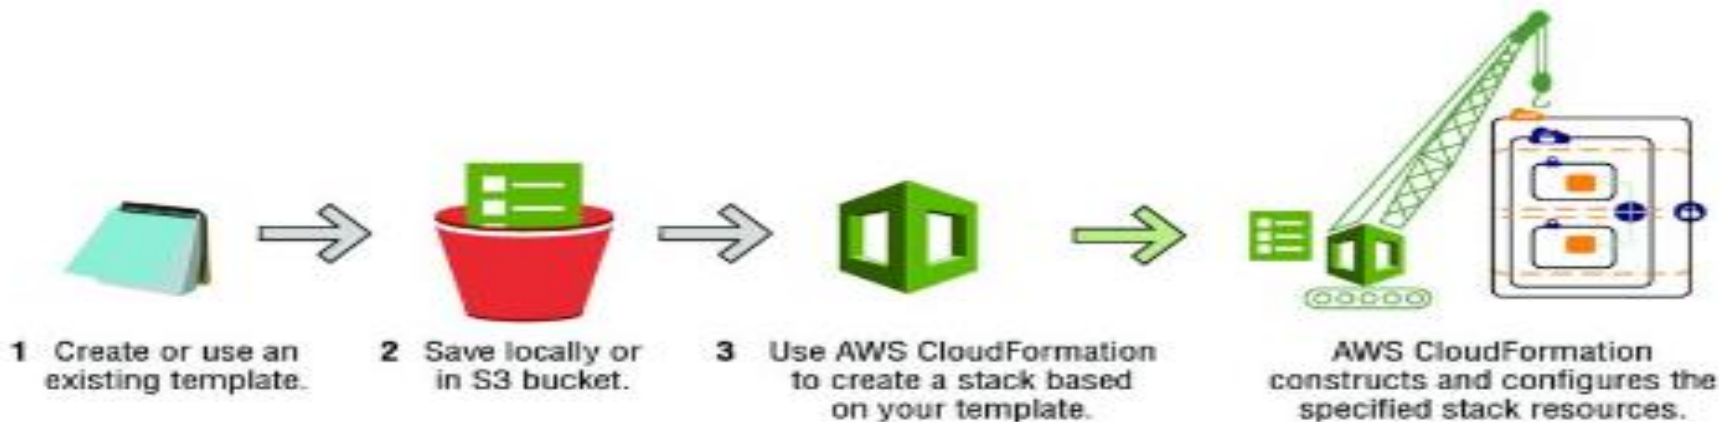 1 Create or use an
existing template.
2 Save locally or
in S3 bucket.
3 Use AWS CloudFormation
to create a stack based
on your template.
AWS CloudFormation
constructs and configures the
specified stack resources.